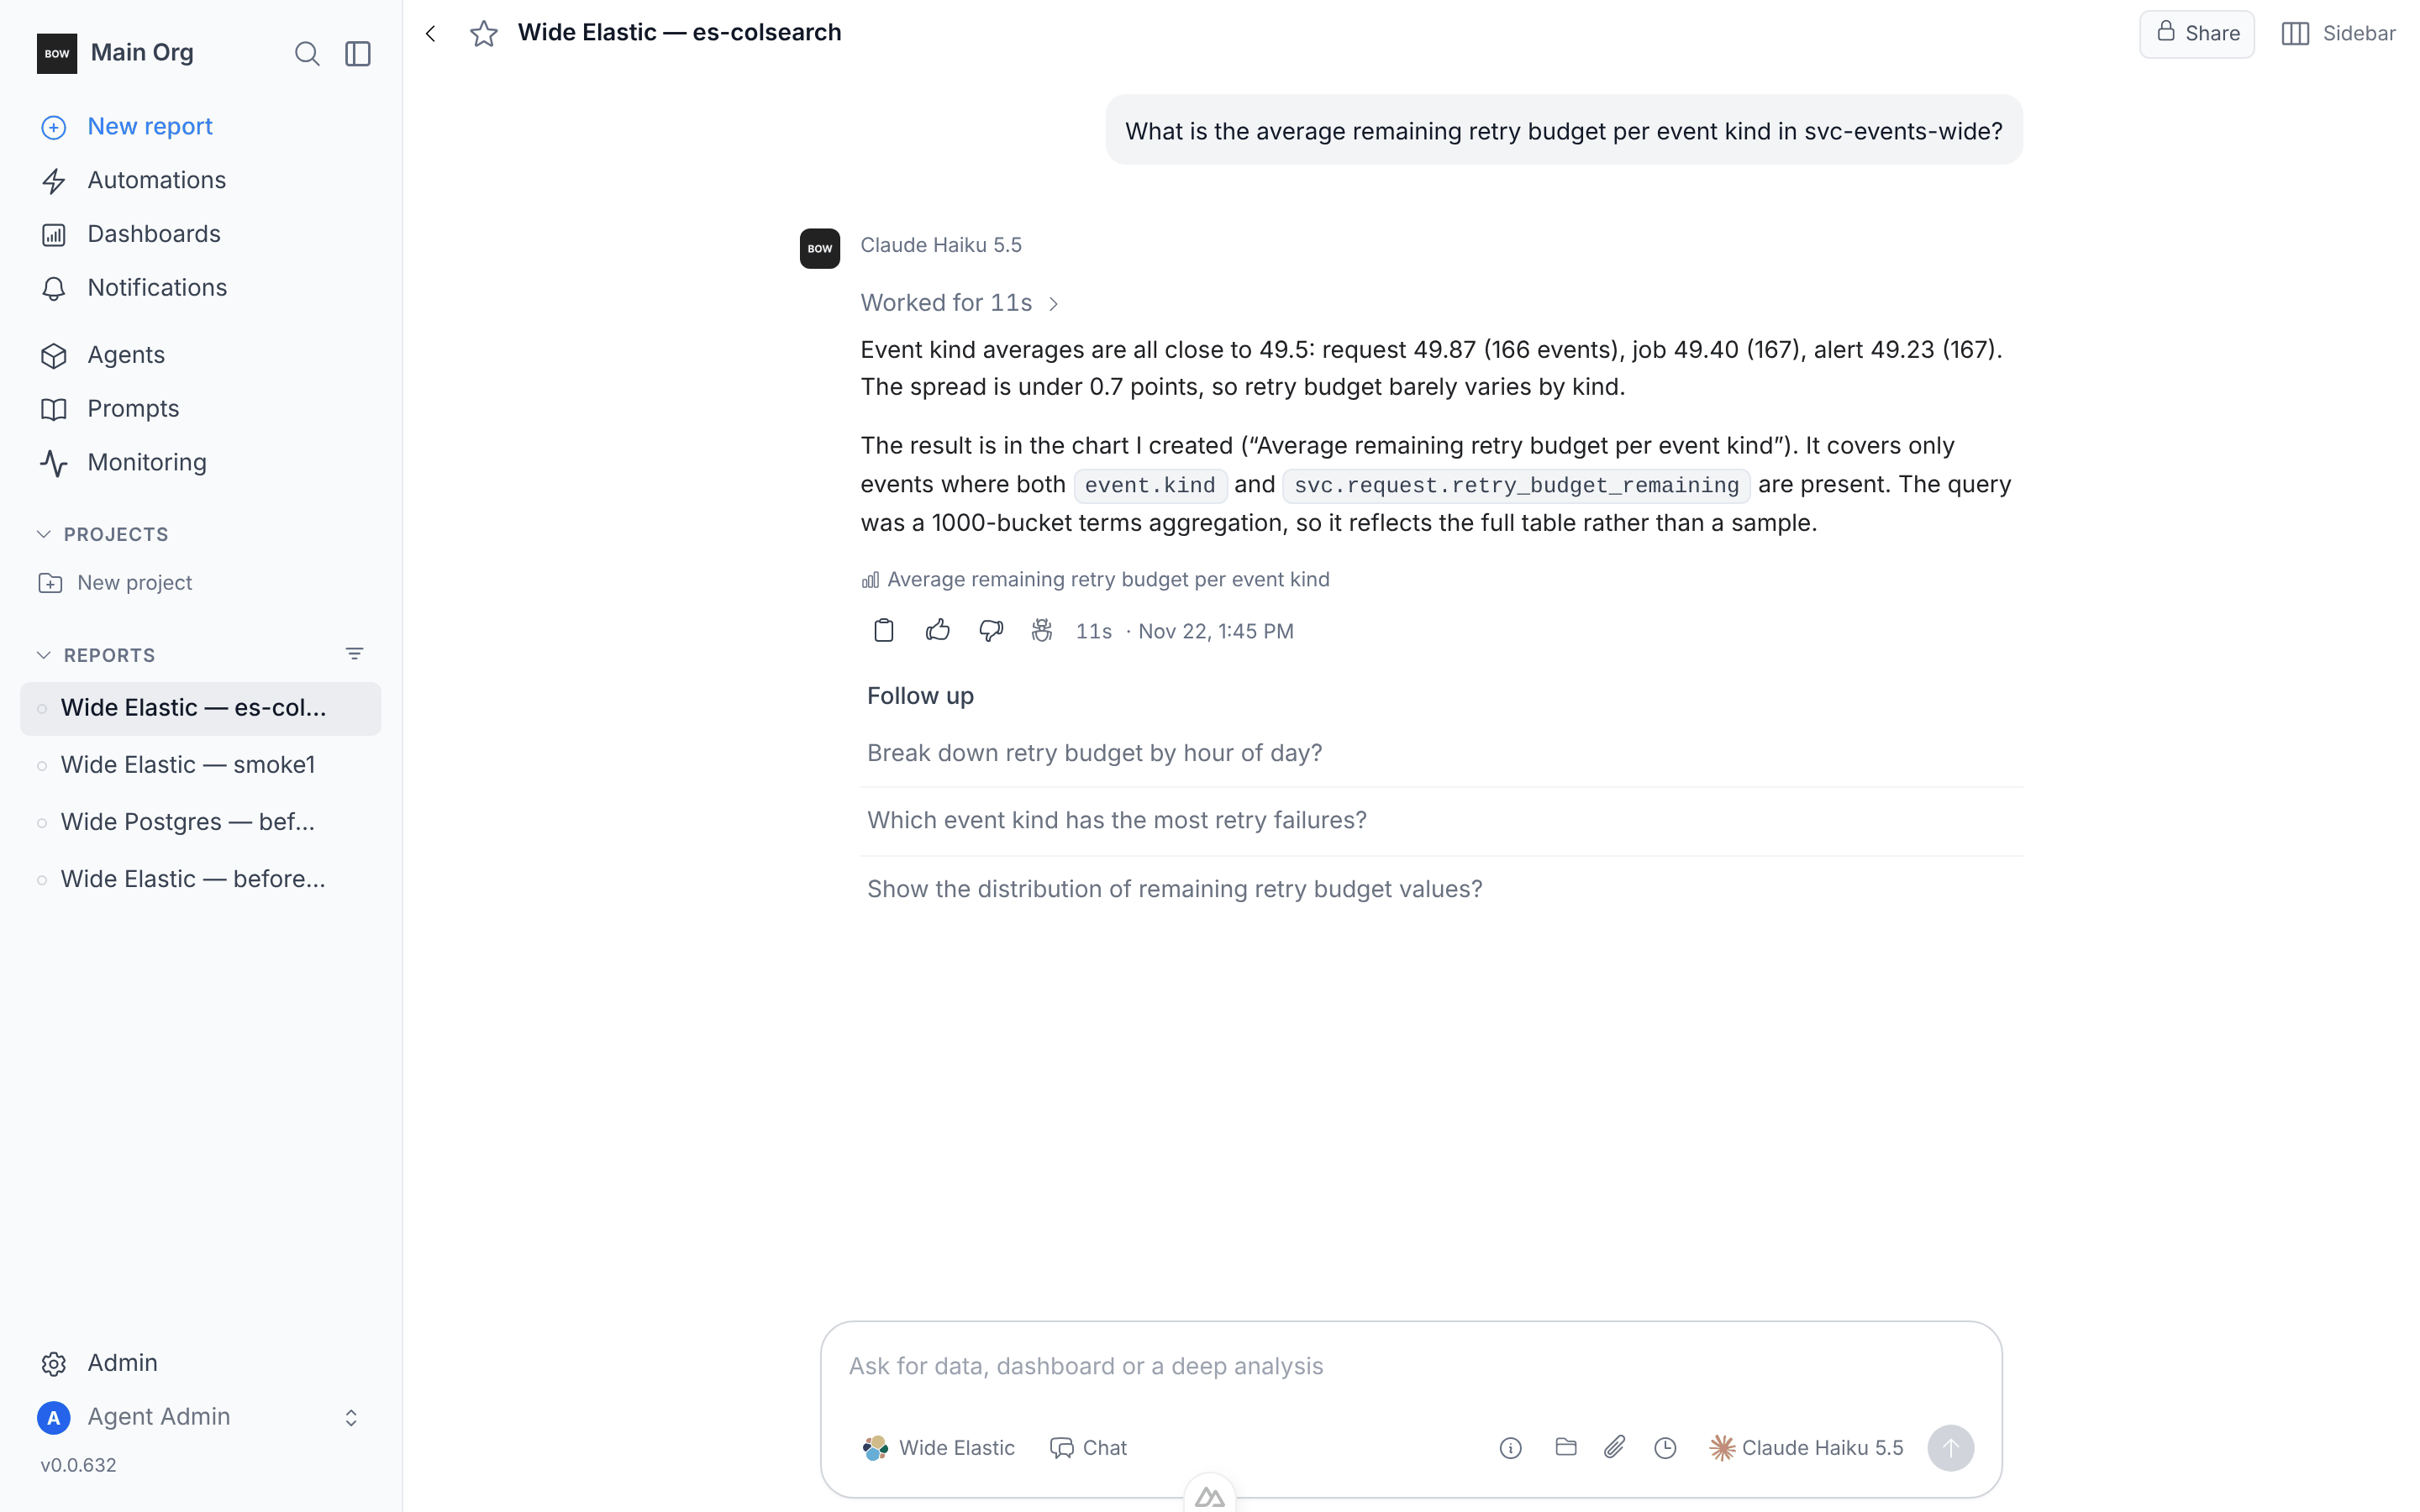 BOW
Main Org
New report
Automations
Dashboards
Notifications
Agents
Prompts
Monitoring
PROJECTS
New project
REPORTS
Wide Elastic — es-col...
Wide Elastic — smoke1
Wide Postgres — bef...
Wide Elastic — before...
Admin
A
Agent Admin
v0.0.632
Wide Elastic — es-colsearch
Share
Sidebar
What is the average remaining retry budget per event kind in svc-events-wide?
BOW
Claude Haiku 5.5
Worked for 11s
Event kind averages are all close to 49.5: request 49.87 (166 events), job 49.40 (167), alert 49.23 (167).
The spread is under 0.7 points, so retry budget barely varies by kind.
The result is in the chart I created (“Average remaining retry budget per event kind”). It covers only
events where both event.kind and svc.request.retry_budget_remaining are present. The query
was a 1000-bucket terms aggregation, so it reflects the full table rather than a sample.
Average remaining retry budget per event kind
11s · Nov 22, 1:45 PM
Follow up
Break down retry budget by hour of day?
Which event kind has the most retry failures?
Show the distribution of remaining retry budget values?
Ask for data, dashboard or a deep analysis
Wide Elastic
Chat
Claude Haiku 5.5